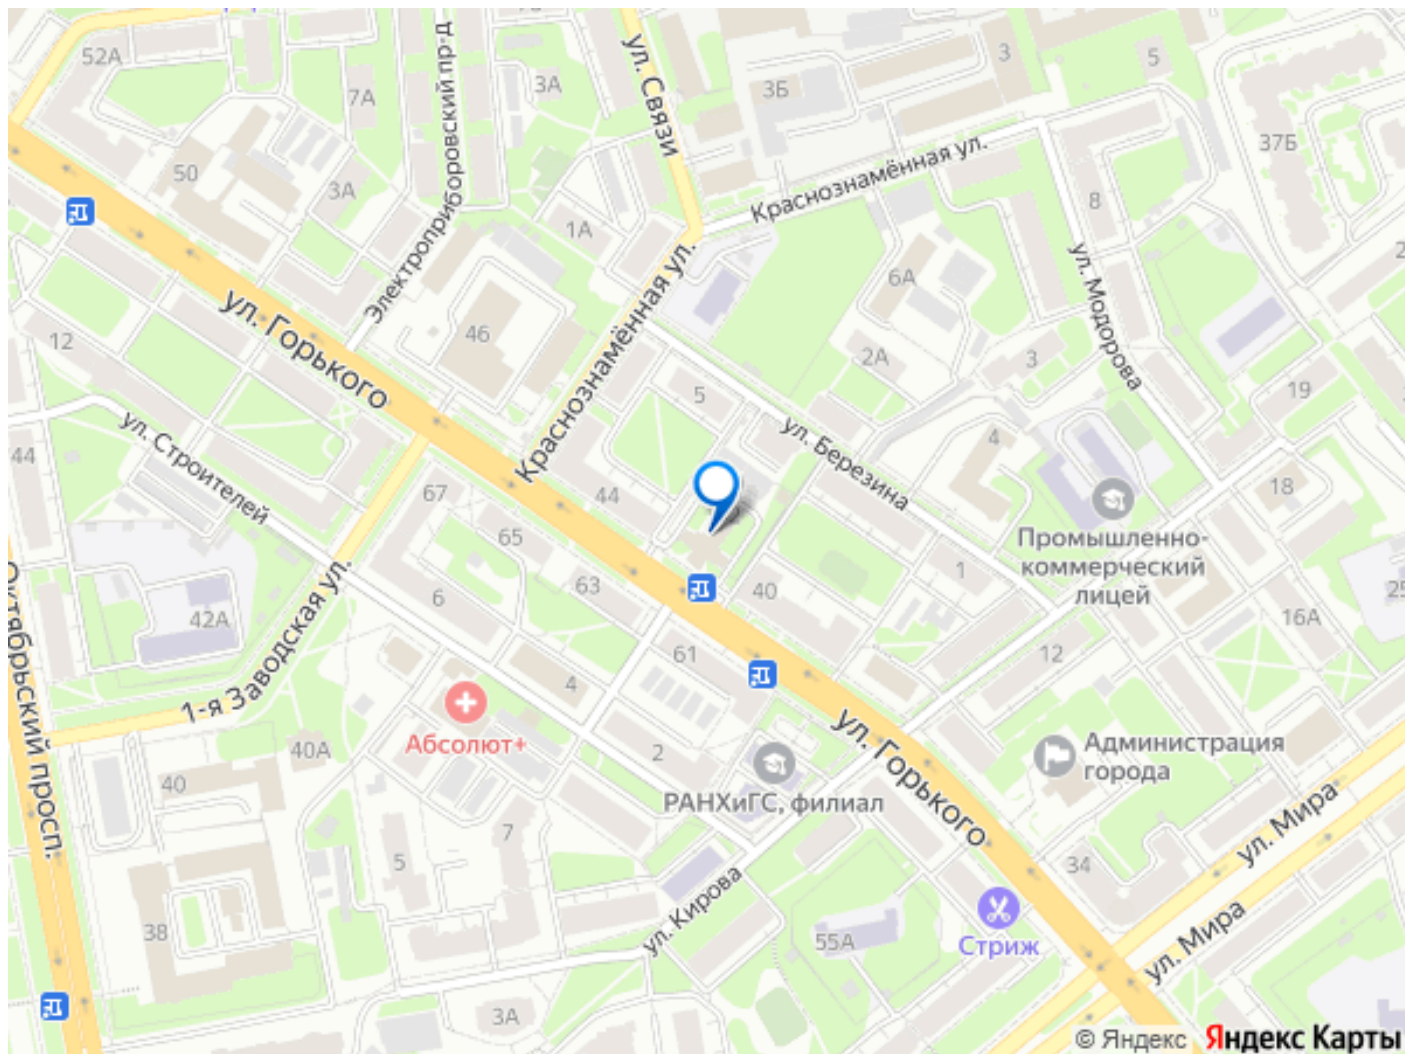 52А
7А
3А
3Б
3
5
37Б
ул. Связи
Электроприборовский пр-д
50
3А
1А
Краснознамённая ул.
8
ул. Горького
46
Краснознамённая ул.
6А
ул. Модорова
12
2А
3
19
5
ул. Строителей
44
ул. Березина
4
67
44
18
65
Промышленно-
коммерческий
лицей
63
40
1
6
42А
1-я Заводская ул.
Октябрьский просп.
16А
61
12
4
Абсолют+
ул. Горького
Администрация
города
40А
2
40
РАНХиГС, филиал
ул. Мира
7
5
34
ул. Кирова
38
55А
Стриж
ул. Мира
3А
© Яндекс Яндекс Карты